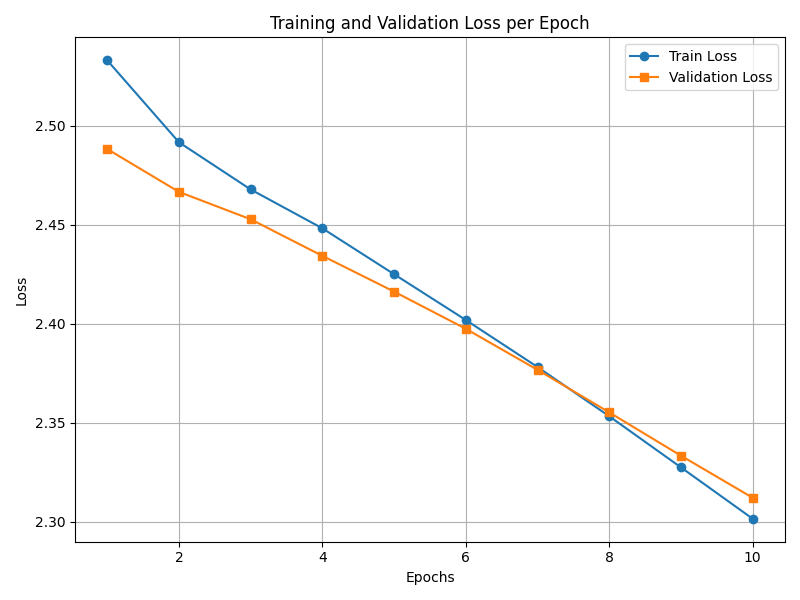 Training and Validation Loss per Epoch
Train Loss
Validation Loss
2.50
2.45
2.40
2.35
2.30
Loss
2 4 6 8 10
Epochs